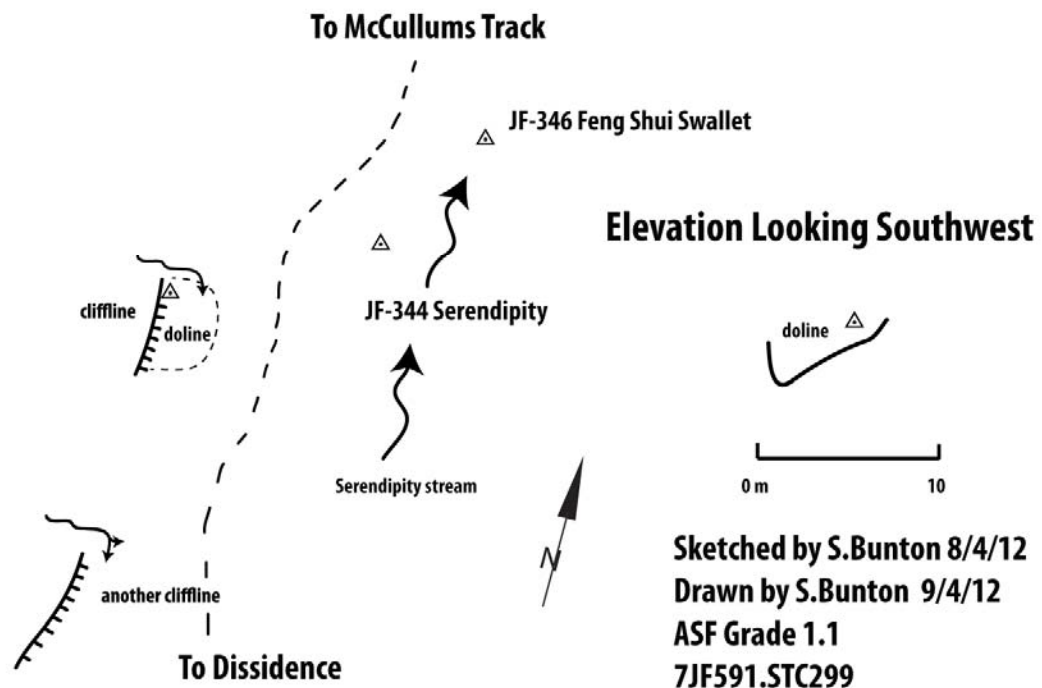 To McCullums Track
JF-346 Feng Shui Swallet
Elevation Looking Southwest
cliffline
doline
JF-344 Serendipity
doline
0 m
10
Serendipity stream
N
another cliffline
To Dissidence
Sketched by S.Bunton 8/4/12
Drawn by S.Bunton 9/4/12
ASF Grade 1.1
7JF591.STC299